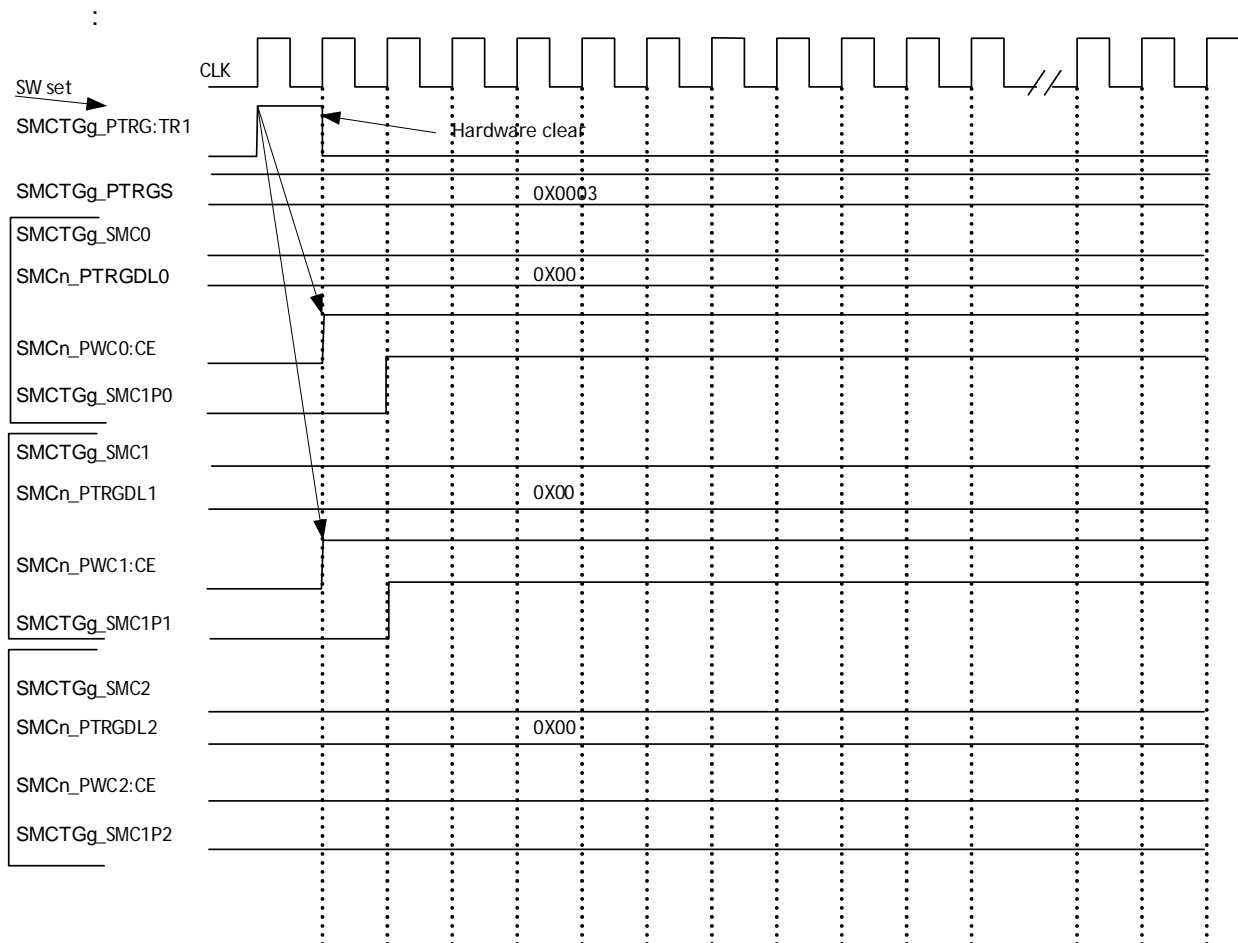 :
CLK
SW set
SMCTGg_PTRG:TR1
Hardware clear
SMCTGg_PTRGS
0X0003
SMCTGg_SMC0
SMCn_PTRGDL0
0X00
SMCn_PWC0:CE
SMCTGg_SMC1P0
SMCTGg_SMC1
SMCn_PTRGDL1
0X00
SMCn_PWC1:CE
SMCTGg_SMC1P1
SMCTGg_SMC2
SMCn_PTRGDL2
0X00
SMCn_PWC2:CE
SMCTGg_SMC1P2